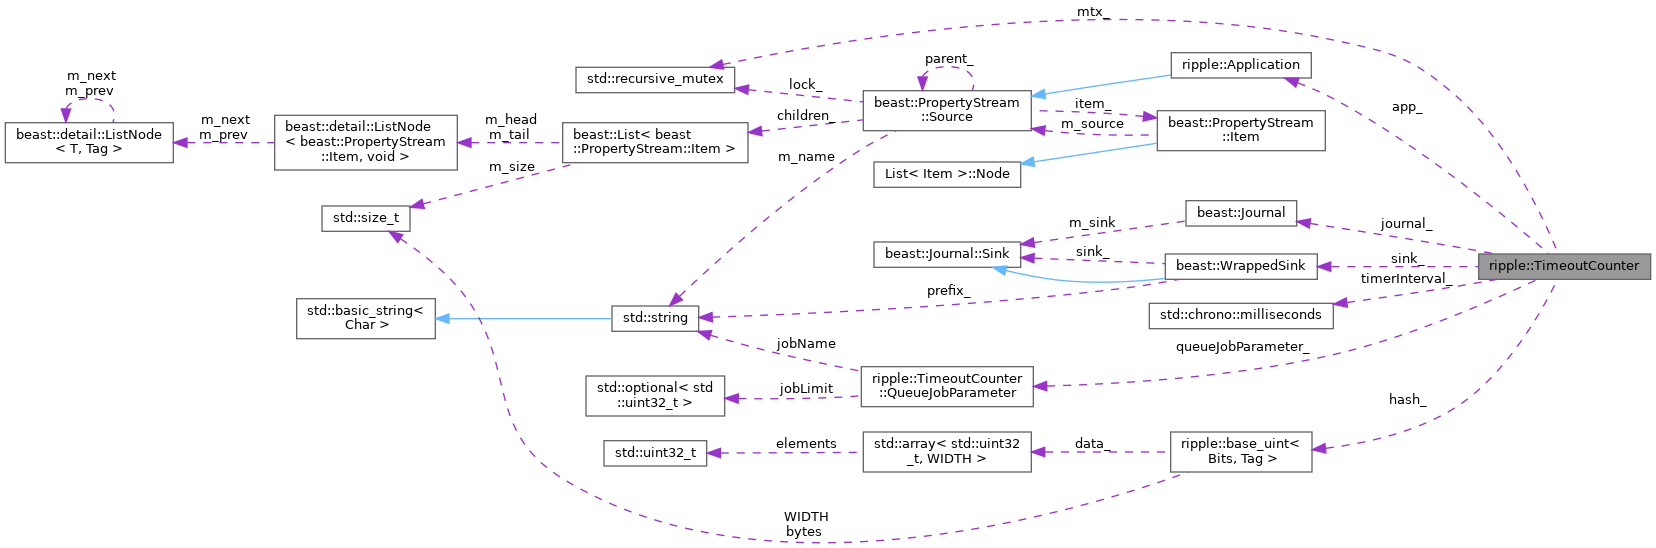 mtx_
m_next
m_prev
beast::detail::ListNode
< T, Tag >
m_next
m_prev
beast::detail::ListNode
< beast::PropertyStream
::Item, void >
m_head
m_tail
beast::List< beast
::PropertyStream::Item >
m_size
std::size_t
std::recursive_mutex
lock_
children_
m_name
parent_
beast::PropertyStream
::Source
item_
m_source
ripple::Application
beast::PropertyStream
::Item
List< Item >::Node
app_
beast::Journal
journal_
m_sink
beast::Journal::Sink
sink_
beast::WrappedSink
sink_
ripple::TimeoutCounter
timerInterval_
std::chrono::milliseconds
prefix_
std::basic_string<
Char >
std::string
jobName
queueJobParameter_
std::optional< std
::uint32_t >
jobLimit
ripple::TimeoutCounter
::QueueJobParameter
hash_
std::uint32_t
elements
std::array< std::uint32
_t, WIDTH >
data_
ripple::base_uint<
Bits, Tag >
WIDTH
bytes